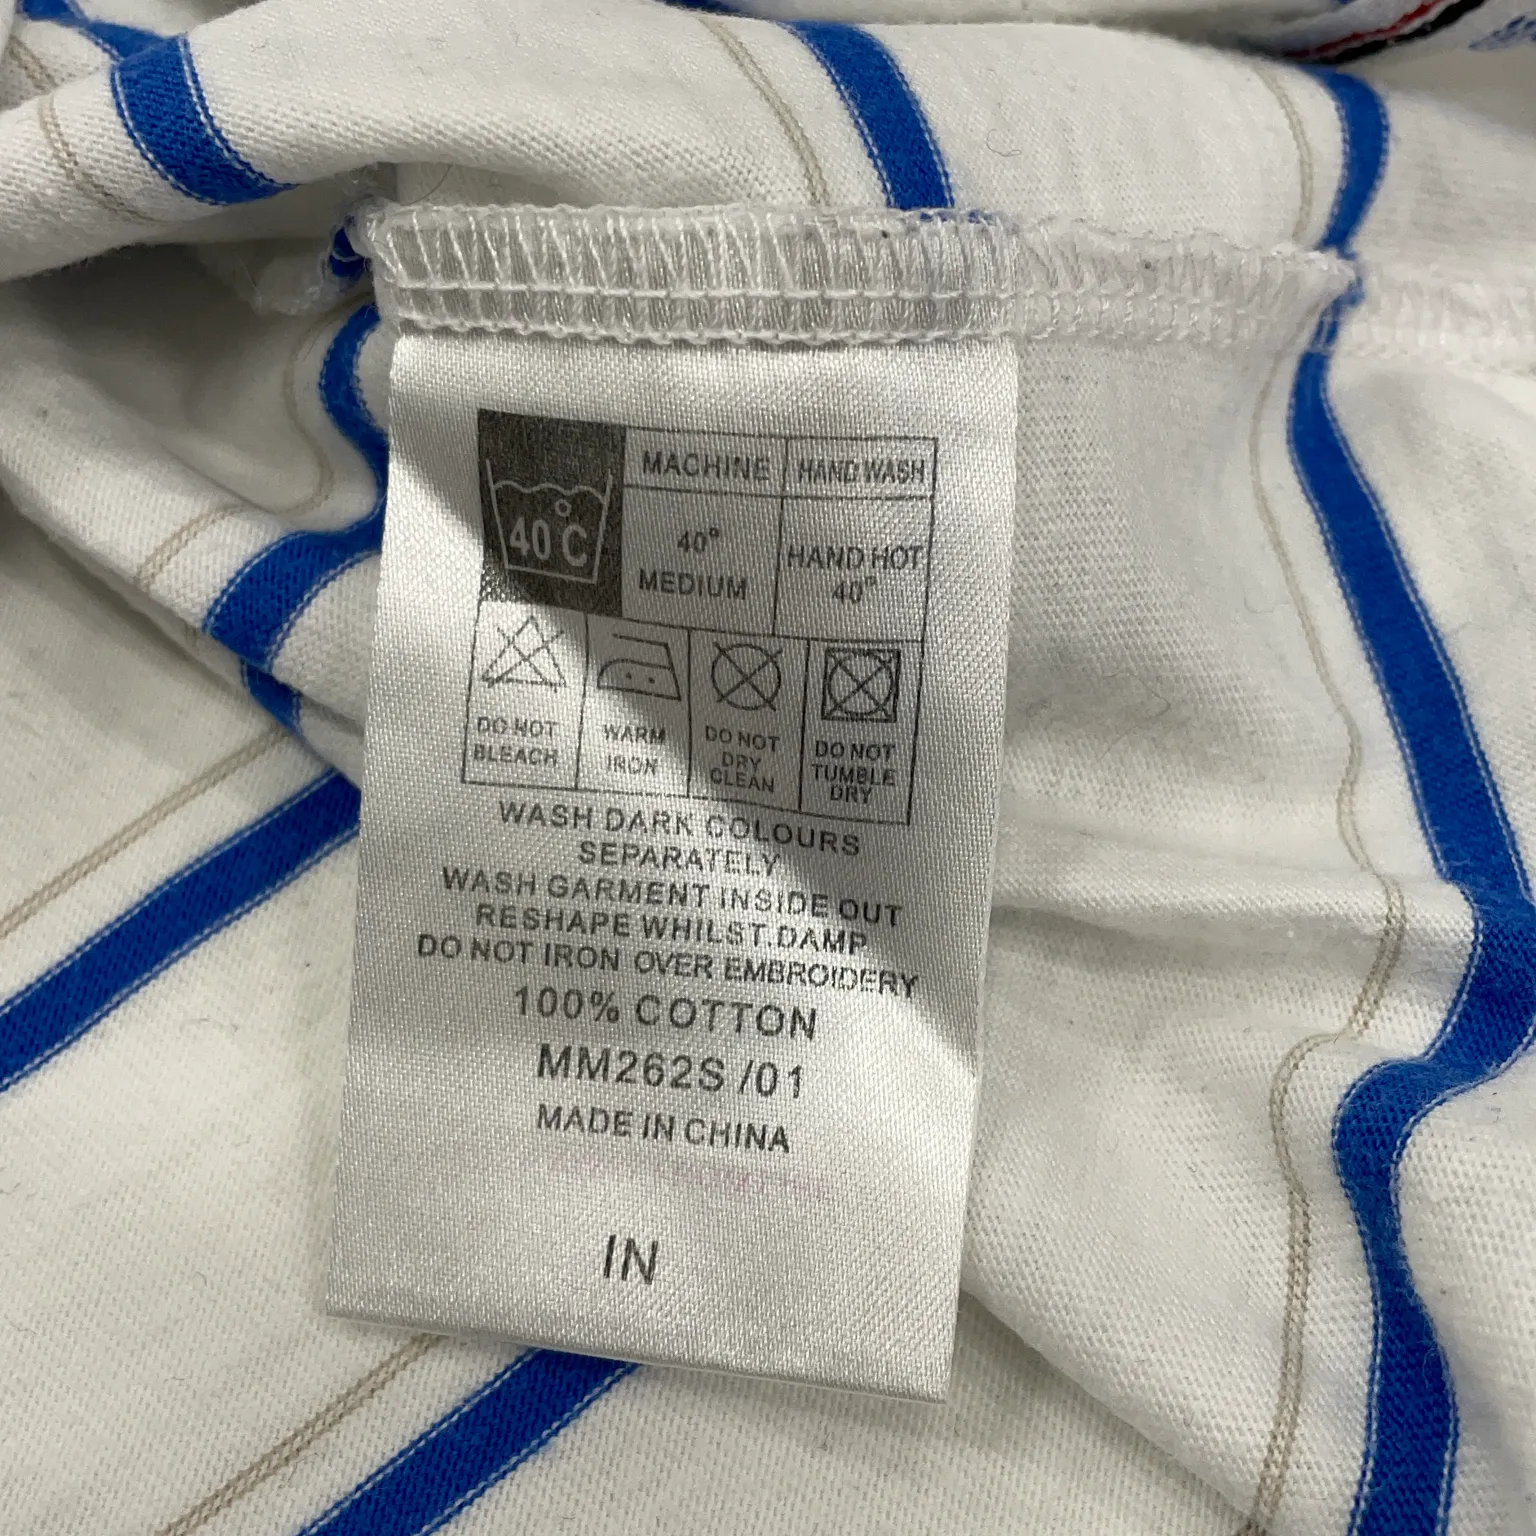 MACHINE HAND WASH
40°C
40° MEDIUM
HAND HOT 40°
DO NOT BLEACH
WARM IRON
DO NOT DRY CLEAN
DO NOT TUMBLE DRY
WASH DARK COLOURS
SEPARATELY
WASH GARMENT INSIDE OUT
RESHAPE WHILST DAMP
DO NOT IRON OVER EMBROIDERY
100% COTTON
MM262S /01
MADE IN CHINA
IN